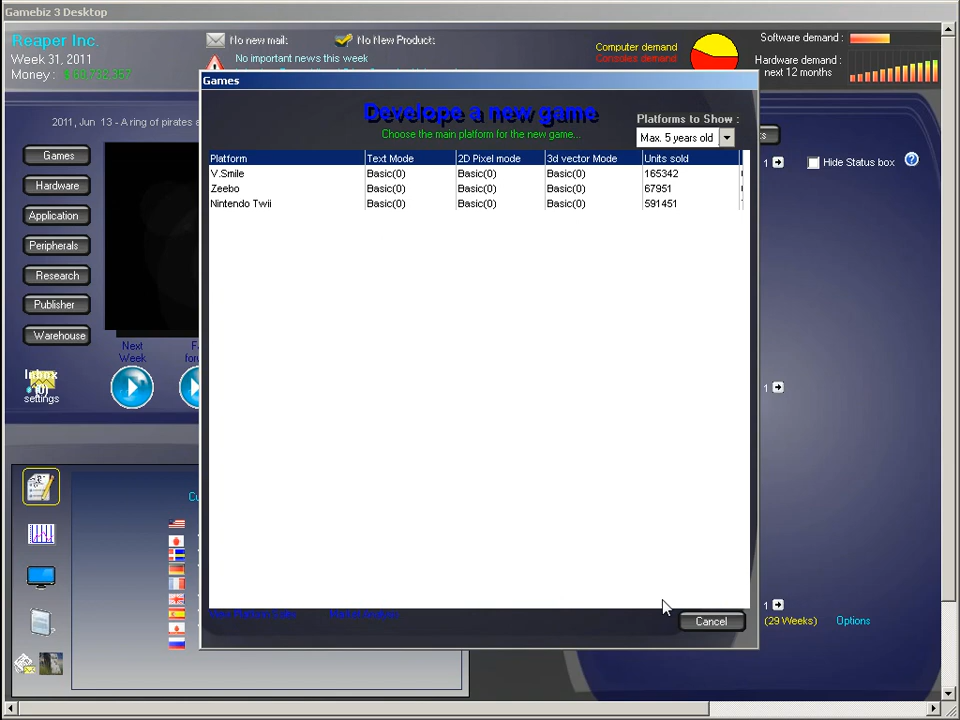 Gamebiz 3 Desktop
Reaper Inc.
Week 31, 2011
Money :
No new mail:
No New Product:
No important news this week
Computer demand
Consoles demand
Software demand :
Hardware demand :
next 12 months
Games
Develope a new game
Choose the main platform for the new game...
Platforms to Show :
Max. 5 years old
2011, Jun 13 - A ring of pirates a
Platform Text Mode 2D Pixel mode 3d vector Mode Units sold
V.Smile Basic(0) Basic(0) Basic(0) 165342
Zeebo Basic(0) Basic(0) Basic(0) 67951
Nintendo Twii Basic(0) Basic(0) Basic(0) 591451
1
Hide Status box
Games
Hardware
Application
Peripherals
Research
Publisher
Warehouse
Next
Week
Inbox
settings
1
1
(29 Weeks)
Options
Cancel